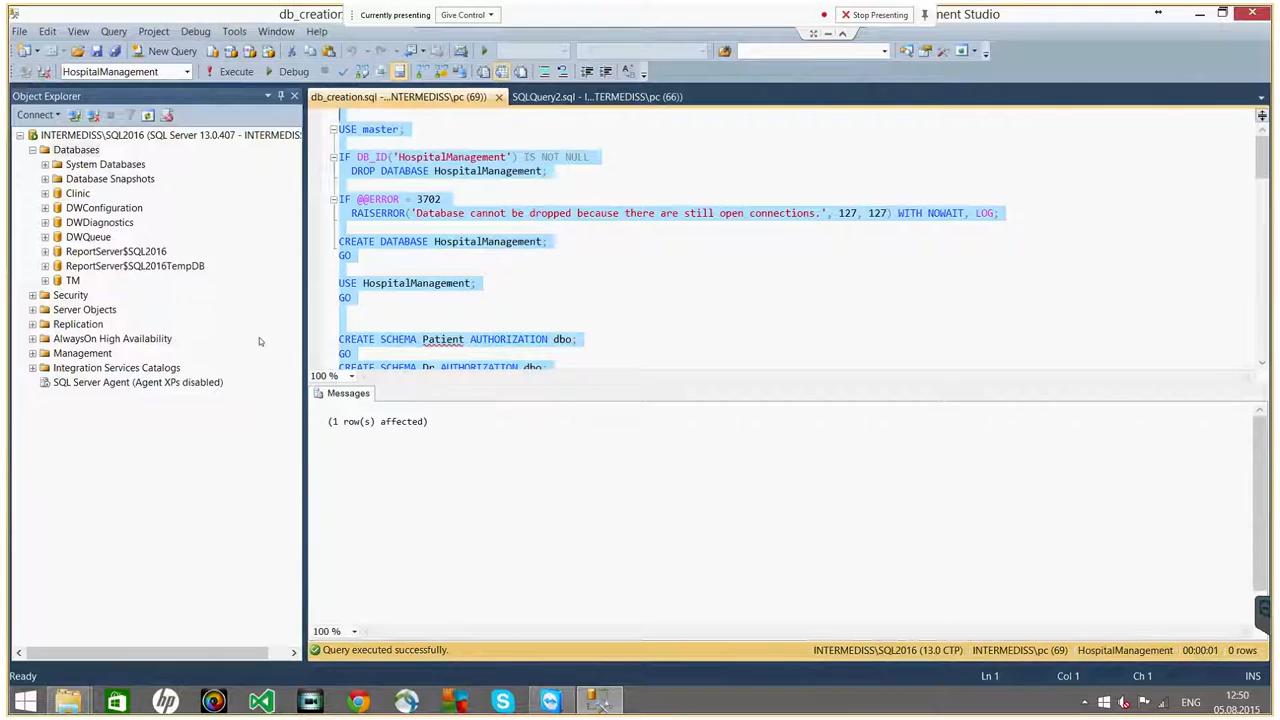 db_creation
Currently presenting
Give Control
Stop Presenting
ment Studio
File Edit View Query Project Debug Tools Window Help
New Query
HospitalManagement
Execute
Debug
Object Explorer
db_creation.sql -...NTERMEDISS\pc (69))
SQLQuery2.sql - I...TERMEDISS\pc (66))
Connect
INTERMEDISS\SQL2016 (SQL Server 13.0.407 - INTERMEDISS
Databases
System Databases
Database Snapshots
Clinic
DWConfiguration
DWDiagnostics
DWQueue
ReportServer$SQL2016
ReportServer$SQL2016TempDB
TM
Security
Server Objects
Replication
AlwaysOn High Availability
Management
Integration Services Catalogs
SQL Server Agent (Agent XPs disabled)
USE master;
IF DB_ID('HospitalManagement') IS NOT NULL
DROP DATABASE HospitalManagement;
IF @@ERROR = 3702
RAISERROR('Database cannot be dropped because there are still open connections.', 127, 127) WITH NOWAIT, LOG;
CREATE DATABASE HospitalManagement;
GO
USE HospitalManagement;
GO
CREATE SCHEMA Patient AUTHORIZATION dbo;
GO
CREATE SCHEMA Dr AUTHORIZATION dbo;
100 %
Messages
(1 row(s) affected)
100 %
Query executed successfully.
INTERMEDISS\SQL2016 (13.0 CTP)
INTERMEDISS\pc (69)
HospitalManagement
00:00:01
0 rows
Ready
Ln 1
Col 1
Ch 1
INS
ENG
12:50
05.08.2015